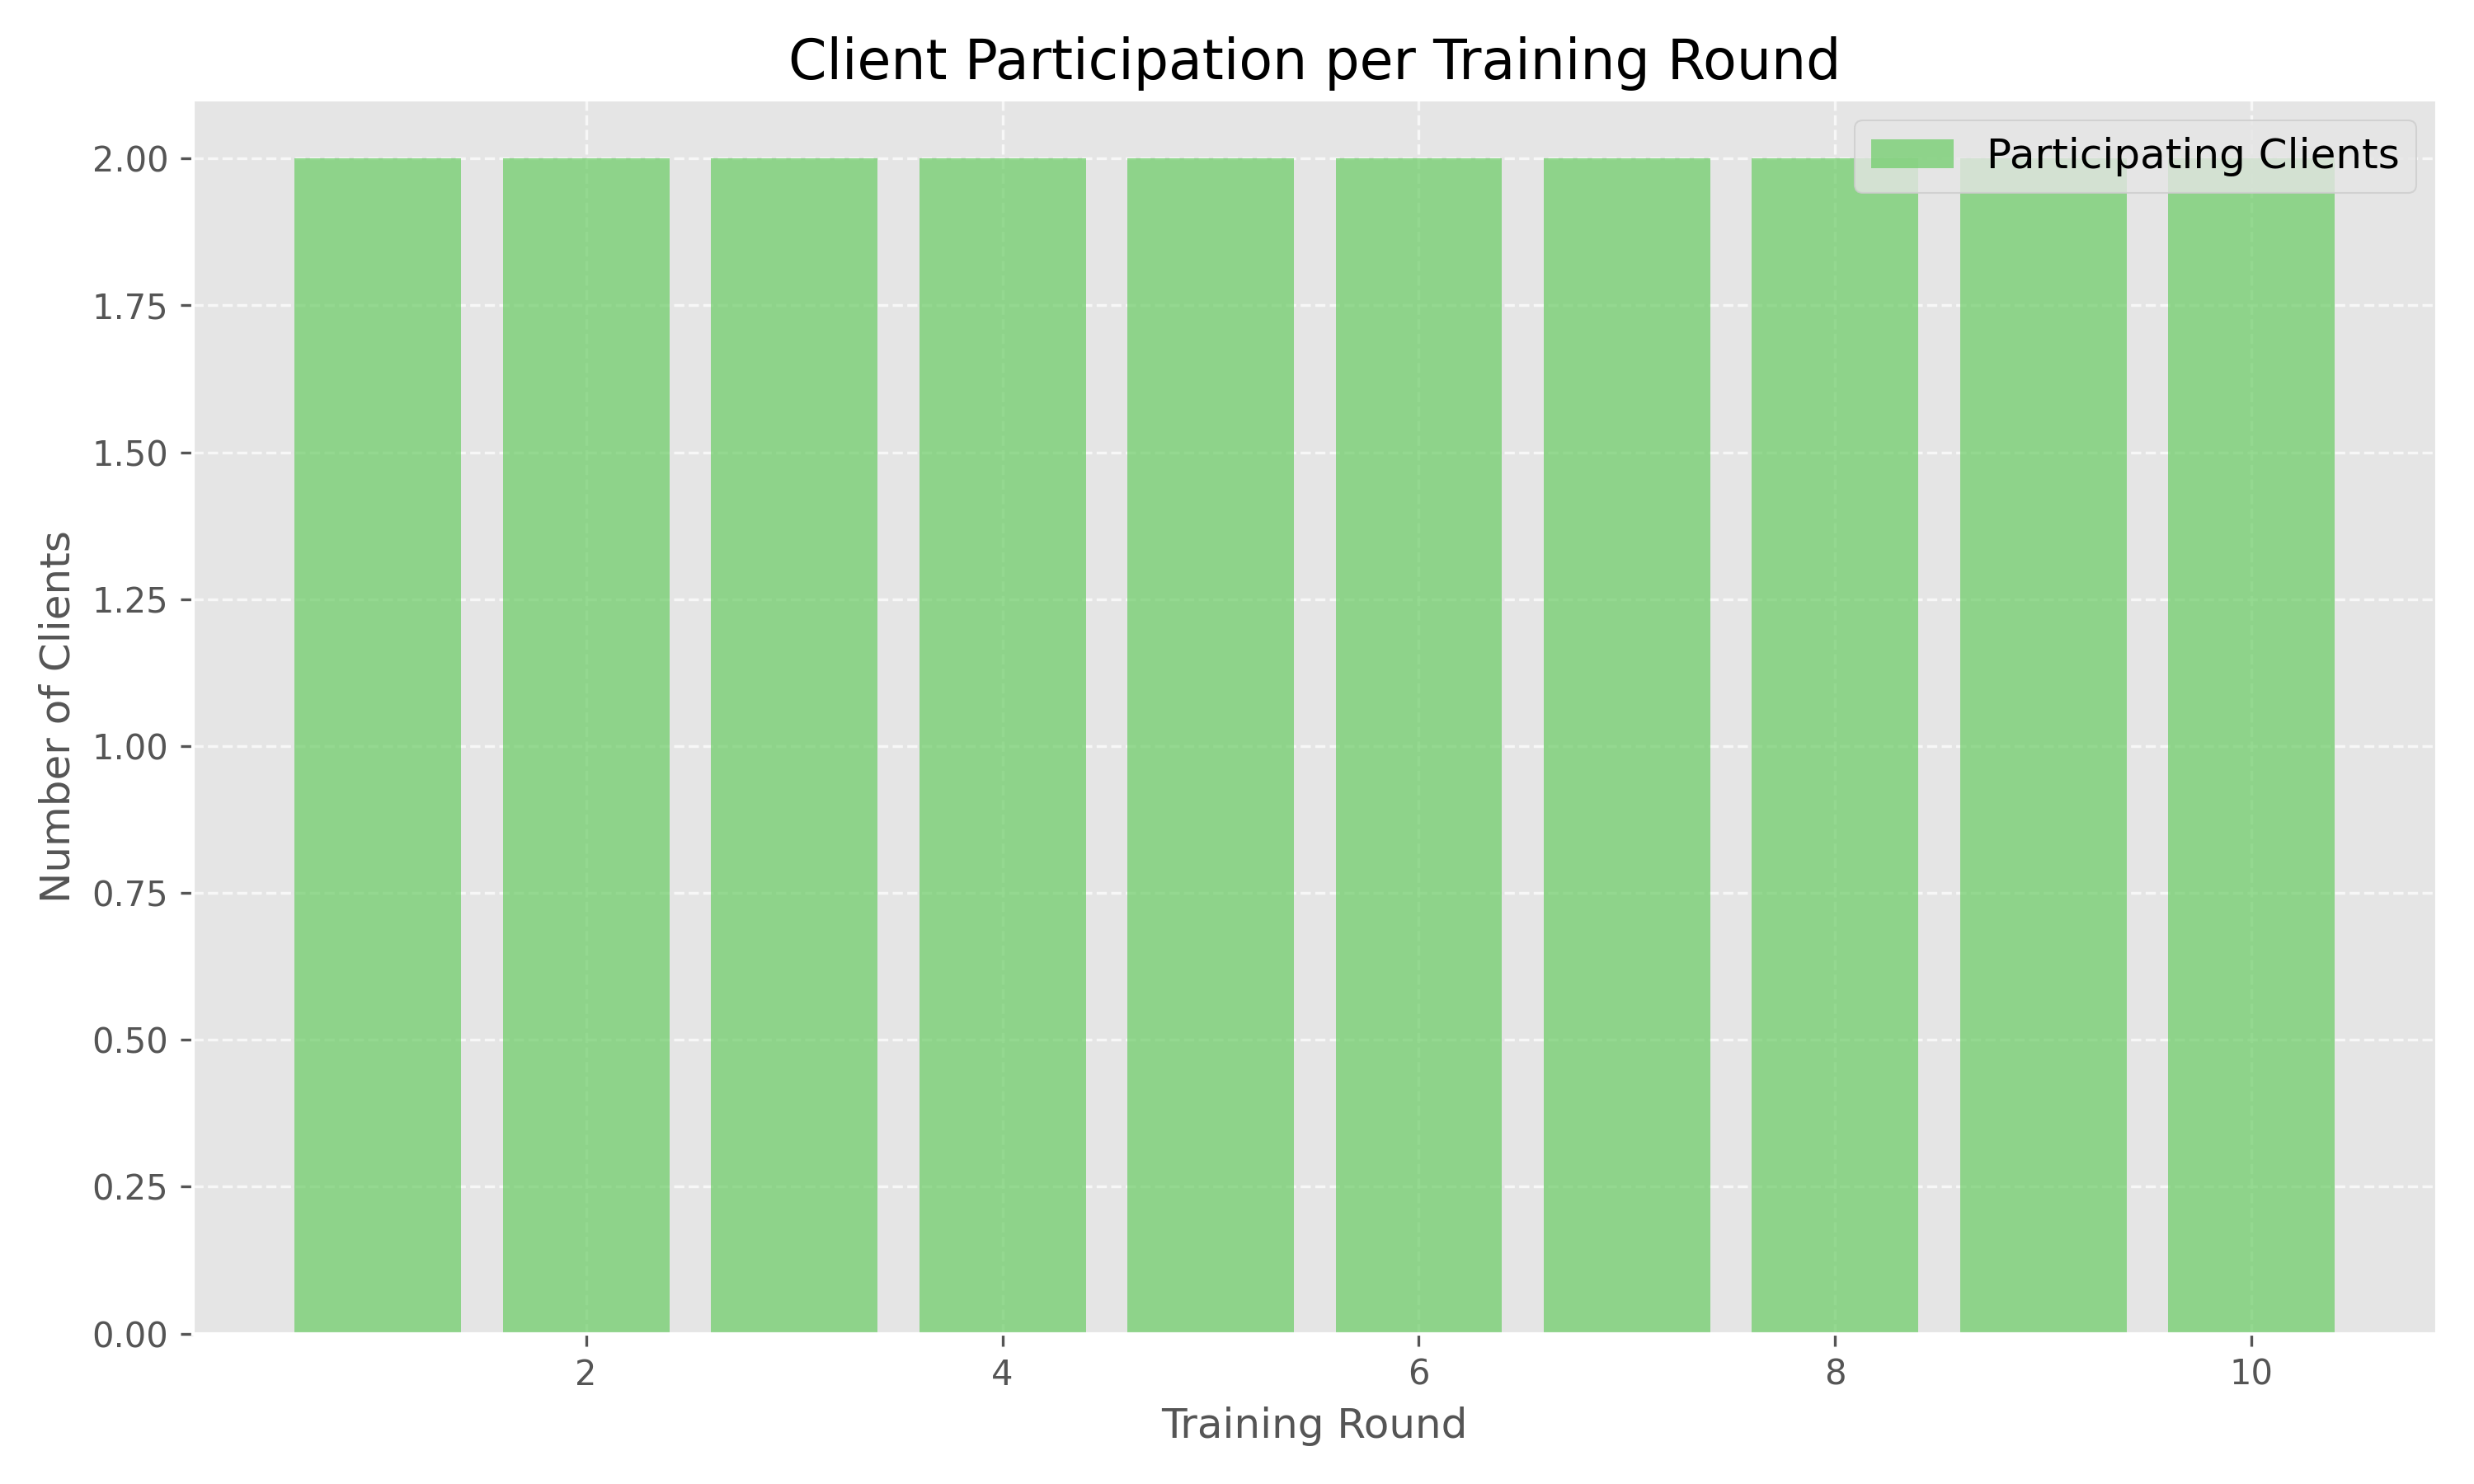 Client Participation per Training Round
Participating Clients
Number of Clients
2.00
1.75
1.50
1.25
1.00
0.75
0.50
0.25
0.00
2 4 6 8 10
Training Round